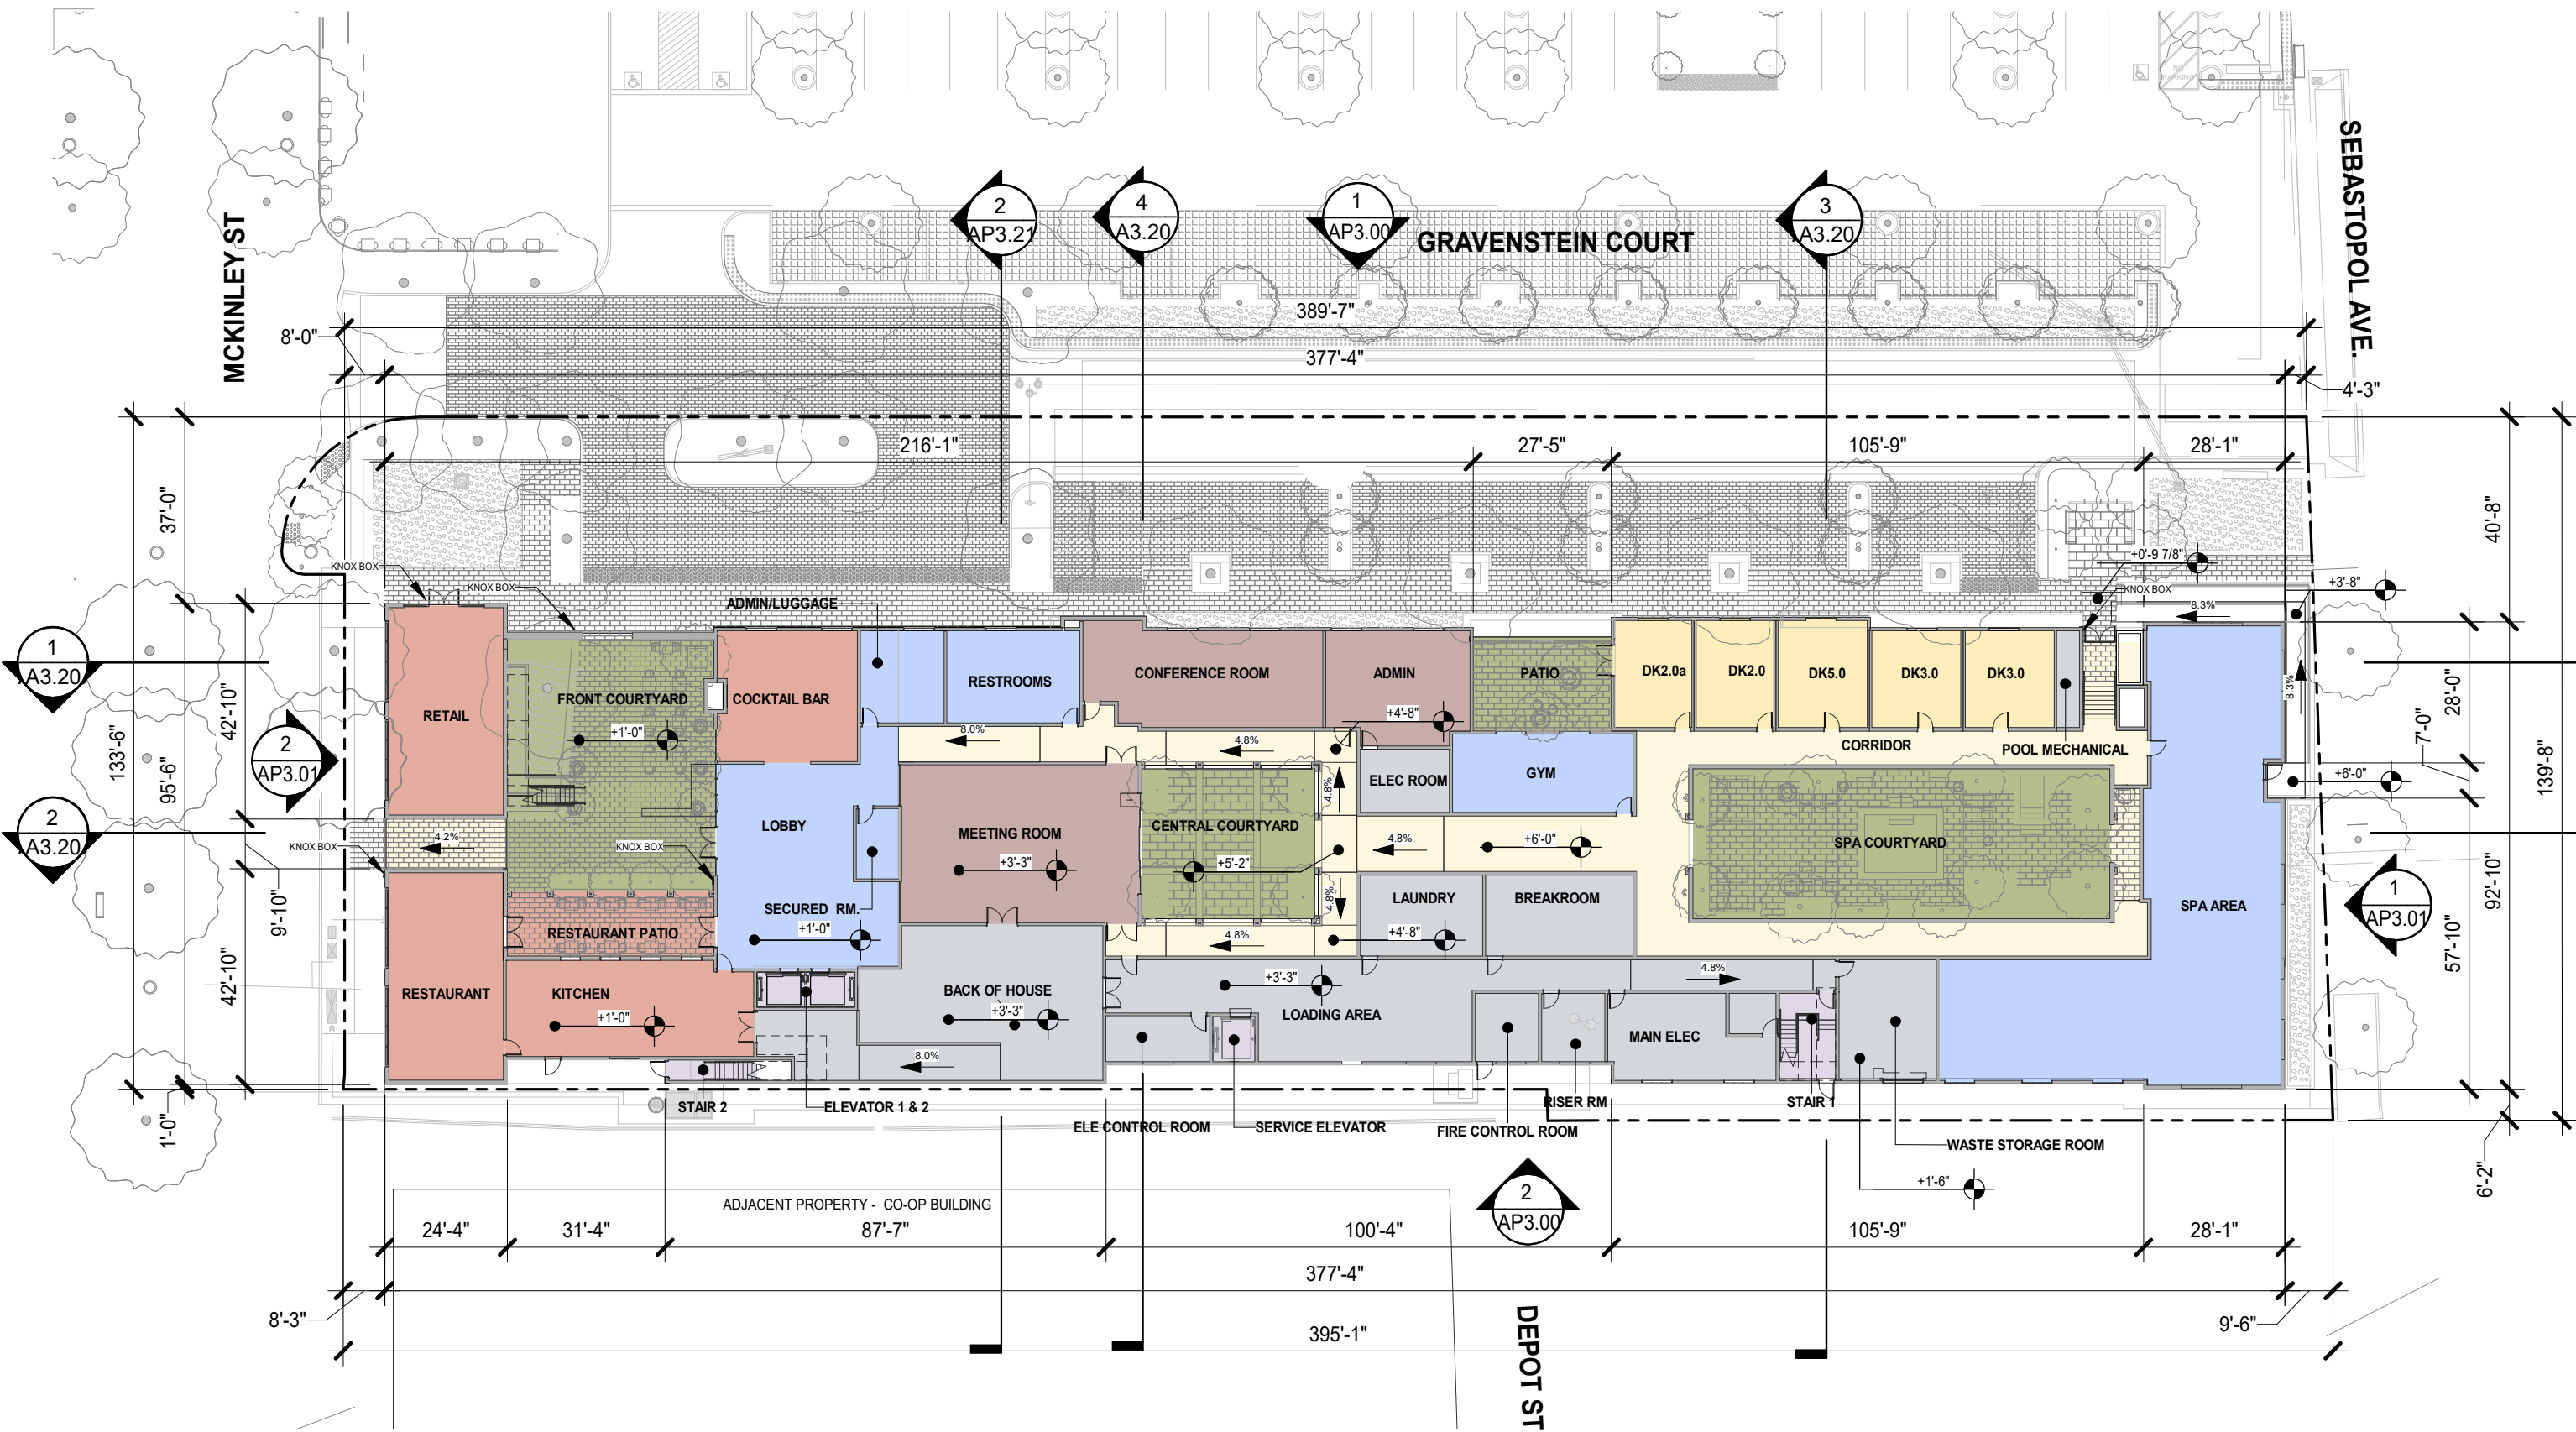 NO
PARKING
MCKINLEY ST
SEBASTOPOL AVE.
2
AP3.21
4
A3.20
1
AP3.00
GRAVENSTEIN COURT
3
A3.20
389'-7"
8'-0"
377'-4"
4'-3"
216'-1"
27'-5"
105'-9"
28'-1"
37'-0"
40'-8"
133'-6"
95'-6"
42'-10"
9'-10"
42'-10"
1'-0"
139'-8"
92'-10"
28'-0"
7'-0"
57'-10"
6'-2"
KNOX BOX
KNOX BOX
ADMIN/LUGGAGE
+0'-9 7/8"
+3'-8"
KNOX BOX
8.3%
8.3%
1
A3.20
2
AP3.01
2
A3.20
1
AP3.01
RETAIL
FRONT COURTYARD
+1'-0"
COCKTAIL BAR
RESTROOMS
CONFERENCE ROOM
ADMIN
PATIO
DK2.0a
DK2.0
DK5.0
DK3.0
DK3.0
+4'-8"
8.0%
4.8%
CORRIDOR
POOL MECHANICAL
ELEC ROOM
GYM
+6'-0"
4.8%
LOBBY
MEETING ROOM
+3'-3"
CENTRAL COURTYARD
+5'-2"
4.8%
+6'-0"
SPA COURTYARD
4.2%
KNOX BOX
KNOX BOX
4.8%
LAUNDRY
BREAKROOM
SPA AREA
SECURED RM.
+1'-0"
RESTAURANT PATIO
4.8%
+4'-8"
4.8%
RESTAURANT
KITCHEN
+1'-0"
BACK OF HOUSE
+3'-3"
+3'-3"
LOADING AREA
MAIN ELEC
8.0%
STAIR 2
ELEVATOR 1 & 2
ELE CONTROL ROOM
SERVICE ELEVATOR
FIRE CONTROL ROOM
RISER RM
STAIR 1
WASTE STORAGE ROOM
+1'-6"
2
AP3.00
ADJACENT PROPERTY - CO-OP BUILDING
24'-4"
31'-4"
87'-7"
100'-4"
105'-9"
28'-1"
377'-4"
8'-3"
9'-6"
395'-1"
DEPOT ST